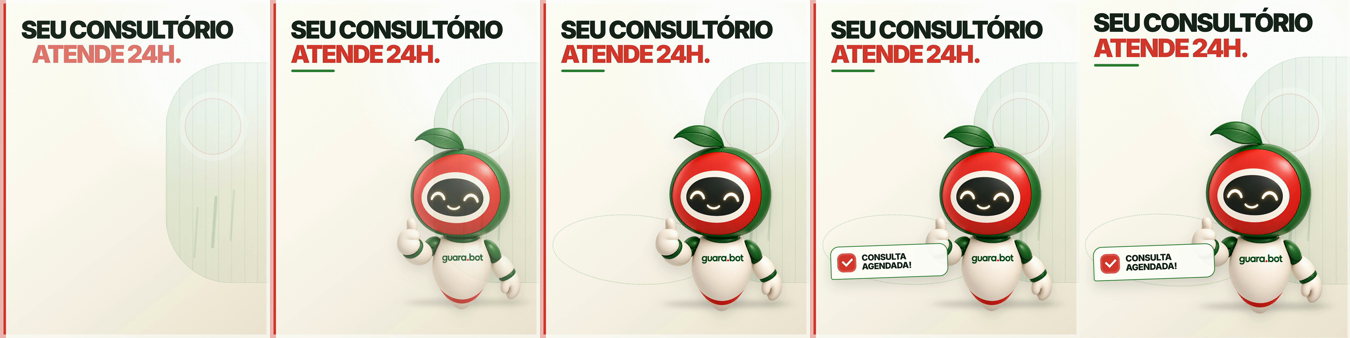 SEU CONSULTÓRIO
ATENDE 24H.
SEU CONSULTÓRIO
ATENDE 24H.
guara.bot
SEU CONSULTÓRIO
ATENDE 24H.
guara.bot
SEU CONSULTÓRIO
ATENDE 24H.
guara.bot
CONSULTA
AGENDADA!
SEU CONSULTÓRIO
ATENDE 24H.
guara.bot
CONSULTA
AGENDADA!